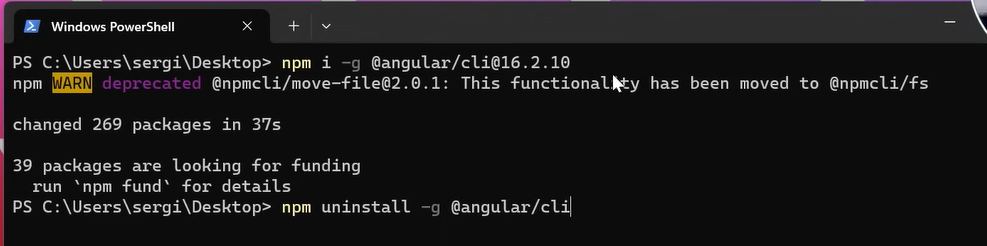 Windows PowerShell
PS C:\Users\sergi\Desktop> npm i -g @angular/cli@16.2.10
npm WARN deprecated @npmcli/move-file@2.0.1: This functionality has been moved to @npmcli/fs
changed 269 packages in 37s
39 packages are looking for funding
  run `npm fund` for details
PS C:\Users\sergi\Desktop> npm uninstall -g @angular/cli